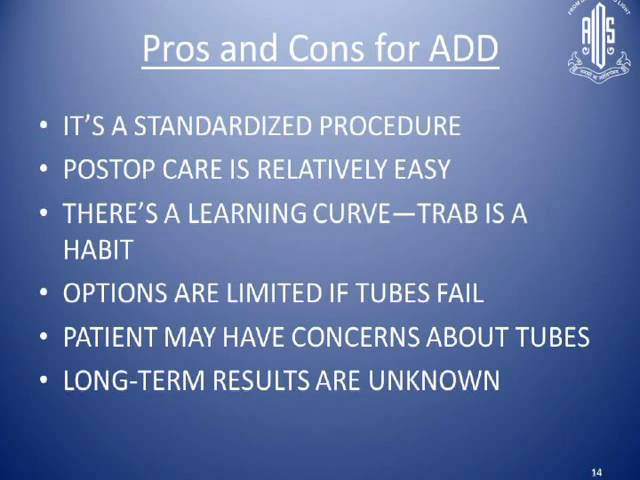 Pros and Cons for ADD
• IT’S A STANDARDIZED PROCEDURE
• POSTOP CARE IS RELATIVELY EASY
• THERE’S A LEARNING CURVE—TRAB IS A
HABIT
• OPTIONS ARE LIMITED IF TUBES FAIL
• PATIENT MAY HAVE CONCERNS ABOUT TUBES
• LONG-TERM RESULTS ARE UNKNOWN
14